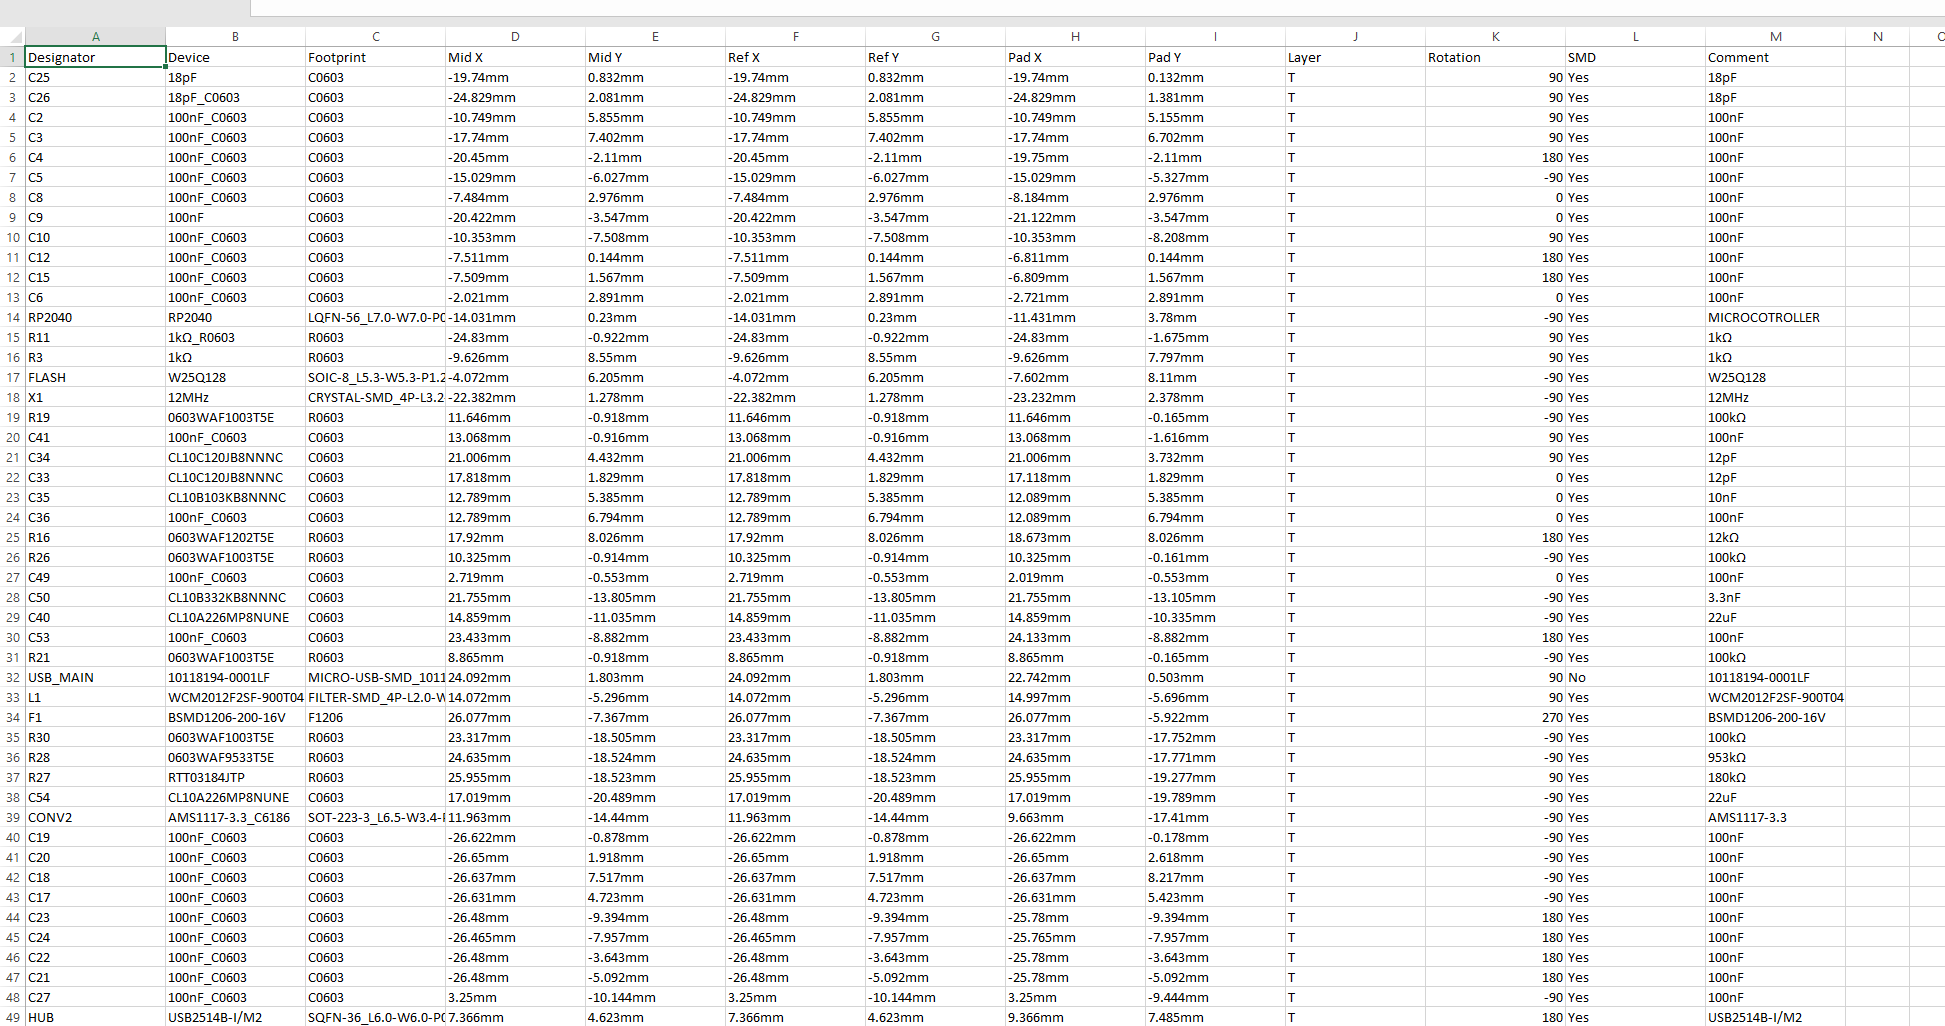 A B C D E F G H I J K L M N
1 Designator Device Footprint Mid X Mid Y Ref X Ref Y Pad X Pad Y Layer Rotation SMD Comment
2 C25 18pF C0603 -19.74mm 0.832mm -19.74mm 0.832mm -19.74mm 0.132mm T 90 Yes 18pF
3 C26 18pF_C0603 C0603 -24.829mm 2.081mm -24.829mm 2.081mm -24.829mm 1.381mm T 90 Yes 18pF
4 C2 100nF_C0603 C0603 -10.749mm 5.855mm -10.749mm 5.855mm -10.749mm 5.155mm T 90 Yes 100nF
5 C3 100nF_C0603 C0603 -17.74mm 7.402mm -17.74mm 7.402mm -17.74mm 6.702mm T 90 Yes 100nF
6 C4 100nF_C0603 C0603 -20.45mm -2.11mm -20.45mm -2.11mm -19.75mm -2.11mm T 180 Yes 100nF
7 C5 100nF_C0603 C0603 -15.029mm -6.027mm -15.029mm -6.027mm -15.029mm -5.327mm T -90 Yes 100nF
8 C8 100nF_C0603 C0603 -7.484mm 2.976mm -7.484mm 2.976mm -8.184mm 2.976mm T 0 Yes 100nF
9 C9 100nF C0603 -20.422mm -3.547mm -20.422mm -3.547mm -21.122mm -3.547mm T 0 Yes 100nF
10 C10 100nF_C0603 C0603 -10.353mm -7.508mm -10.353mm -7.508mm -10.353mm -8.208mm T 90 Yes 100nF
11 C12 100nF_C0603 C0603 -7.511mm 0.144mm -7.511mm 0.144mm -6.811mm 0.144mm T 180 Yes 100nF
12 C15 100nF_C0603 C0603 -7.509mm 1.567mm -7.509mm 1.567mm -6.809mm 1.567mm T 180 Yes 100nF
13 C6 100nF_C0603 C0603 -2.021mm 2.891mm -2.021mm 2.891mm -2.721mm 2.891mm T 0 Yes 100nF
14 RP2040 RP2040 LQFN-56_L7.0-W7.0-P0 -14.031mm 0.23mm -14.031mm 0.23mm -11.431mm 3.78mm T -90 Yes MICROCOTROLLER
15 R11 1kΩ_R0603 R0603 -24.83mm -0.922mm -24.83mm -0.922mm -24.83mm -1.675mm T 90 Yes 1kΩ
16 R3 1kΩ R0603 -9.626mm 8.55mm -9.626mm 8.55mm -9.626mm 7.797mm T 90 Yes 1kΩ
17 FLASH W25Q128 SOIC-8_L5.3-W5.3-P1.2 -4.072mm 6.205mm -4.072mm 6.205mm -7.602mm 8.11mm T -90 Yes W25Q128
18 X1 12MHz CRYSTAL-SMD_4P-L3.2 -22.382mm 1.278mm -22.382mm 1.278mm -23.232mm 2.378mm T -90 Yes 12MHz
19 R19 0603WAF1003T5E R0603 11.646mm -0.918mm 11.646mm -0.918mm 11.646mm -0.165mm T -90 Yes 100kΩ
20 C41 100nF_C0603 C0603 13.068mm -0.916mm 13.068mm -0.916mm 13.068mm -1.616mm T 90 Yes 100nF
21 C34 CL10C120JB8NNNC C0603 21.006mm 4.432mm 21.006mm 4.432mm 21.006mm 3.732mm T 90 Yes 12pF
22 C33 CL10C120JB8NNNC C0603 17.818mm 1.829mm 17.818mm 1.829mm 17.118mm 1.829mm T 0 Yes 12pF
23 C35 CL10B103KB8NNNC C0603 12.789mm 5.385mm 12.789mm 5.385mm 12.089mm 5.385mm T 0 Yes 10nF
24 C36 100nF_C0603 C0603 12.789mm 6.794mm 12.789mm 6.794mm 12.089mm 6.794mm T 0 Yes 100nF
25 R16 0603WAF1202T5E R0603 17.92mm 8.026mm 17.92mm 8.026mm 18.673mm 8.026mm T 180 Yes 12kΩ
26 R26 0603WAF1003T5E R0603 10.325mm -0.914mm 10.325mm -0.914mm 10.325mm -0.161mm T -90 Yes 100kΩ
27 C49 100nF_C0603 C0603 2.719mm -0.553mm 2.719mm -0.553mm 2.019mm -0.553mm T 0 Yes 100nF
28 C50 CL10B332KB8NNNC C0603 21.755mm -13.805mm 21.755mm -13.805mm 21.755mm -13.105mm T -90 Yes 3.3nF
29 C40 CL10A226MP8NUNE C0603 14.859mm -11.035mm 14.859mm -11.035mm 14.859mm -10.335mm T -90 Yes 22uF
30 C53 100nF_C0603 C0603 23.433mm -8.882mm 23.433mm -8.882mm 24.133mm -8.882mm T 180 Yes 100nF
31 R21 0603WAF1003T5E R0603 8.865mm -0.918mm 8.865mm -0.918mm 8.865mm -0.165mm T -90 Yes 100kΩ
32 USB_MAIN 10118194-0001LF MICRO-USB-SMD_1011 24.092mm 1.803mm 24.092mm 1.803mm 22.742mm 0.503mm T 90 No 10118194-0001LF
33 L1 WCM2012F2SF-900T04 FILTER-SMD_4P-L2.0-W 14.072mm -5.296mm 14.072mm -5.296mm 14.997mm -5.696mm T 90 Yes WCM2012F2SF-900T04
34 F1 BSMD1206-200-16V F1206 26.077mm -7.367mm 26.077mm -7.367mm 26.077mm -5.922mm T 270 Yes BSMD1206-200-16V
35 R30 0603WAF1003T5E R0603 23.317mm -18.505mm 23.317mm -18.505mm 23.317mm -17.752mm T -90 Yes 100kΩ
36 R28 0603WAF9533T5E R0603 24.635mm -18.524mm 24.635mm -18.524mm 24.635mm -17.771mm T -90 Yes 953kΩ
37 R27 RTT03184JTP R0603 25.955mm -18.523mm 25.955mm -18.523mm 25.955mm -19.277mm T 90 Yes 180kΩ
38 C54 CL10A226MP8NUNE C0603 17.019mm -20.489mm 17.019mm -20.489mm 17.019mm -19.789mm T -90 Yes 22uF
39 CONV2 AMS1117-3.3_C6186 SOT-223-3_L6.5-W3.4- 11.963mm -14.44mm 11.963mm -14.44mm 9.663mm -17.41mm T -90 Yes AMS1117-3.3
40 C19 100nF_C0603 C0603 -26.622mm -0.878mm -26.622mm -0.878mm -26.622mm -0.178mm T -90 Yes 100nF
41 C20 100nF_C0603 C0603 -26.65mm 1.918mm -26.65mm 1.918mm -26.65mm 2.618mm T -90 Yes 100nF
42 C18 100nF_C0603 C0603 -26.637mm 7.517mm -26.637mm 7.517mm -26.637mm 8.217mm T -90 Yes 100nF
43 C17 100nF_C0603 C0603 -26.631mm 4.723mm -26.631mm 4.723mm -26.631mm 5.423mm T -90 Yes 100nF
44 C23 100nF_C0603 C0603 -26.48mm -9.394mm -26.48mm -9.394mm -25.78mm -9.394mm T 180 Yes 100nF
45 C24 100nF_C0603 C0603 -26.465mm -7.957mm -26.465mm -7.957mm -25.765mm -7.957mm T 180 Yes 100nF
46 C22 100nF_C0603 C0603 -26.48mm -3.643mm -26.48mm -3.643mm -25.78mm -3.643mm T 180 Yes 100nF
47 C21 100nF_C0603 C0603 -26.48mm -5.092mm -26.48mm -5.092mm -25.78mm -5.092mm T 180 Yes 100nF
48 C27 100nF_C0603 C0603 3.25mm -10.144mm 3.25mm -10.144mm 3.25mm -9.444mm T -90 Yes 100nF
49 HUB USB2514B-I/M2 SQFN-36_L6.0-W6.0-P0 7.366mm 4.623mm 7.366mm 4.623mm 9.366mm 7.485mm T 180 Yes USB2514B-I/M2